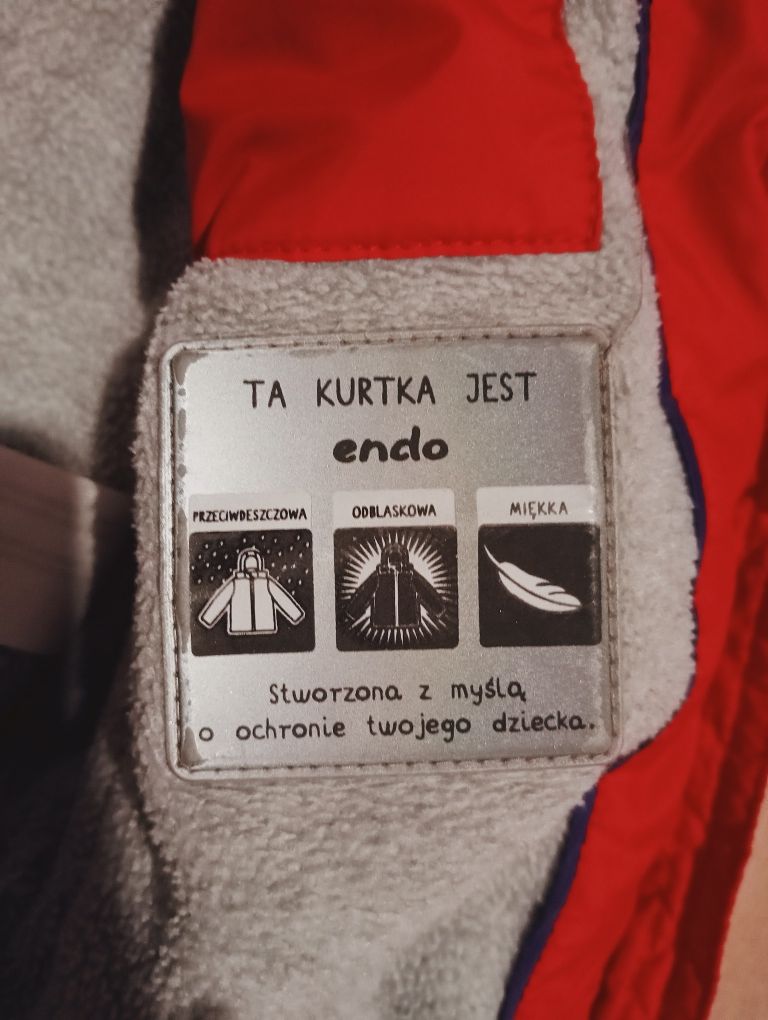 TA KURTKA JEST
endo
PRZECIWDESZCZOWA
ODBLASKOWA
MIĘKKA
Stworzona z myślą
o ochronie twojego dziecka.